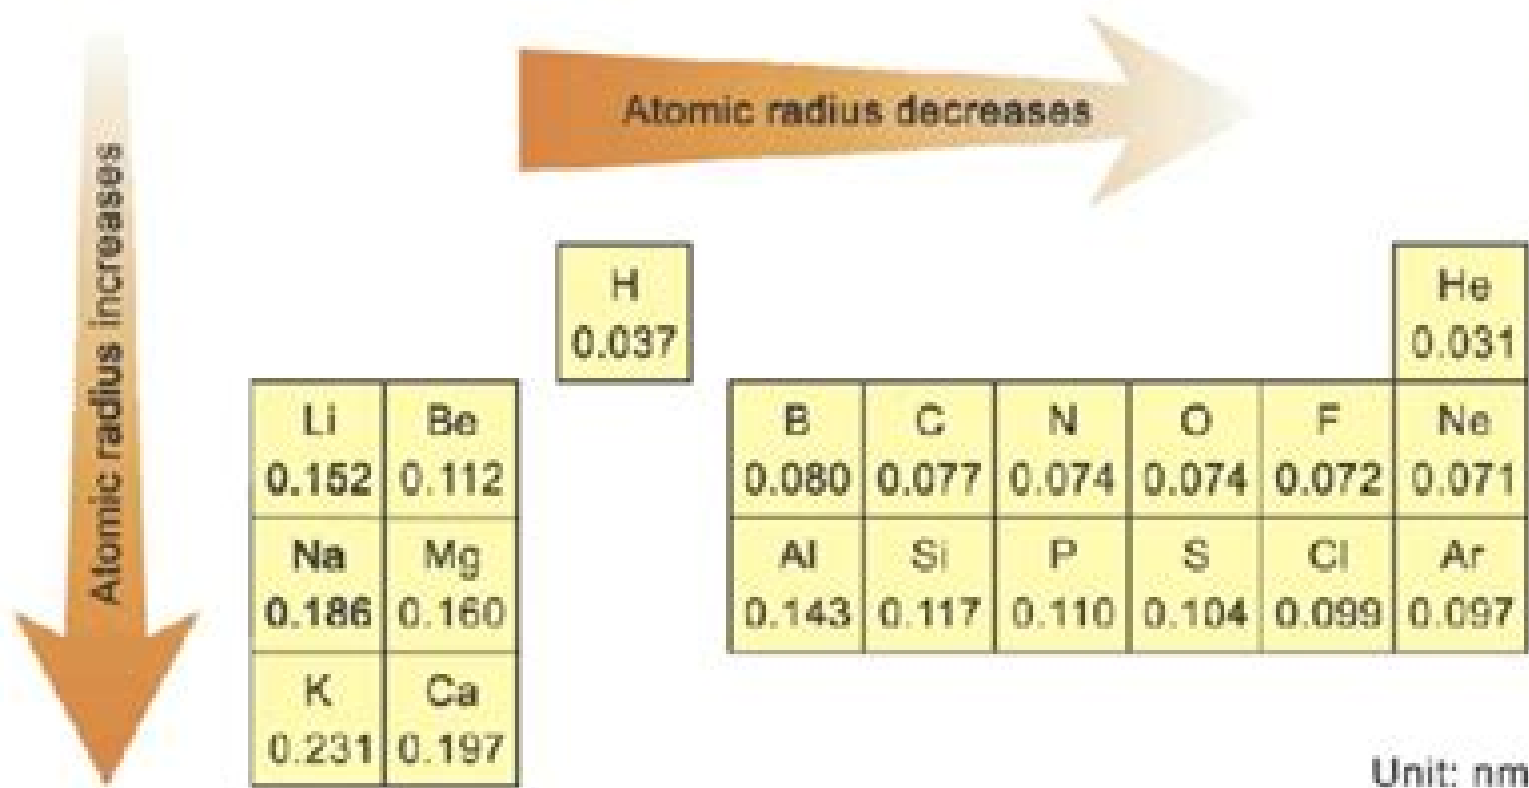 Atomic radius increases
Atomic radius decreases
H He
0.037 0.031
Li Be B C N O F Ne
0.152 0.112 0.080 0.077 0.074 0.074 0.072 0.071
Na Mg Al Si P S Cl Ar
0.186 0.160 0.143 0.117 0.110 0.104 0.099 0.097
K Ca
0.231 0.197
Unit: nm